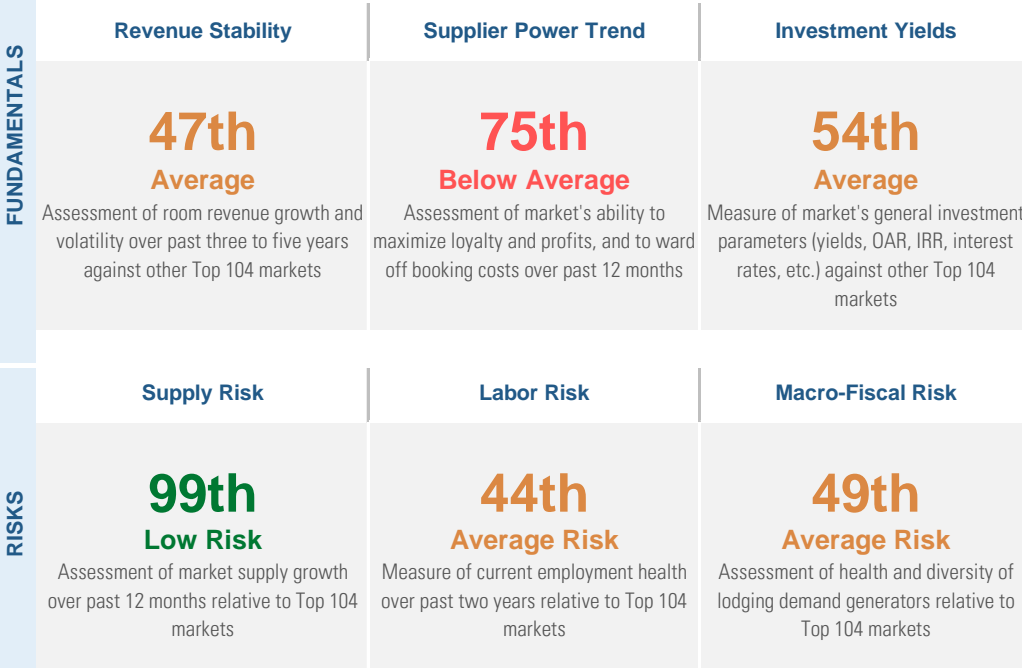 FUNDAMENTALS
Revenue Stability
47th
Average
Assessment of room revenue growth and
volatility over past three to five years
against other Top 104 markets
Supplier Power Trend
75th
Below Average
Assessment of market's ability to
maximize loyalty and profits, and to ward
off booking costs over past 12 months
Investment Yields
54th
Average
Measure of market's general investment
parameters (yields, OAR, IRR, interest
rates, etc.) against other Top 104
markets
RISKS
Supply Risk
99th
Low Risk
Assessment of market supply growth
over past 12 months relative to Top 104
markets
Labor Risk
44th
Average Risk
Measure of current employment health
over past two years relative to Top 104
markets
Macro-Fiscal Risk
49th
Average Risk
Assessment of health and diversity of
lodging demand generators relative to
Top 104 markets